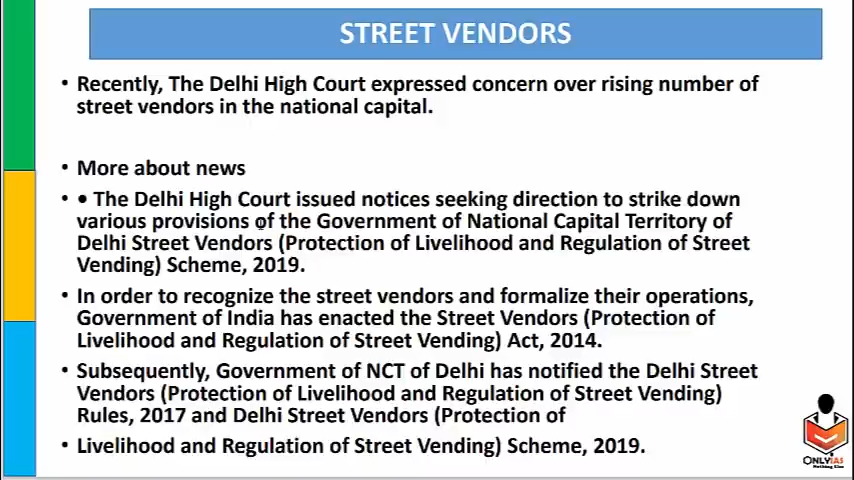 STREET VENDORS
• Recently, The Delhi High Court expressed concern over rising number of
street vendors in the national capital.
• More about news
• • The Delhi High Court issued notices seeking direction to strike down
various provisions of the Government of National Capital Territory of
Delhi Street Vendors (Protection of Livelihood and Regulation of Street
Vending) Scheme, 2019.
• In order to recognize the street vendors and formalize their operations,
Government of India has enacted the Street Vendors (Protection of
Livelihood and Regulation of Street Vending) Act, 2014.
• Subsequently, Government of NCT of Delhi has notified the Delhi Street
Vendors (Protection of Livelihood and Regulation of Street Vending)
Rules, 2017 and Delhi Street Vendors (Protection of
• Livelihood and Regulation of Street Vending) Scheme, 2019.
ONLYIAS
Nothing Else